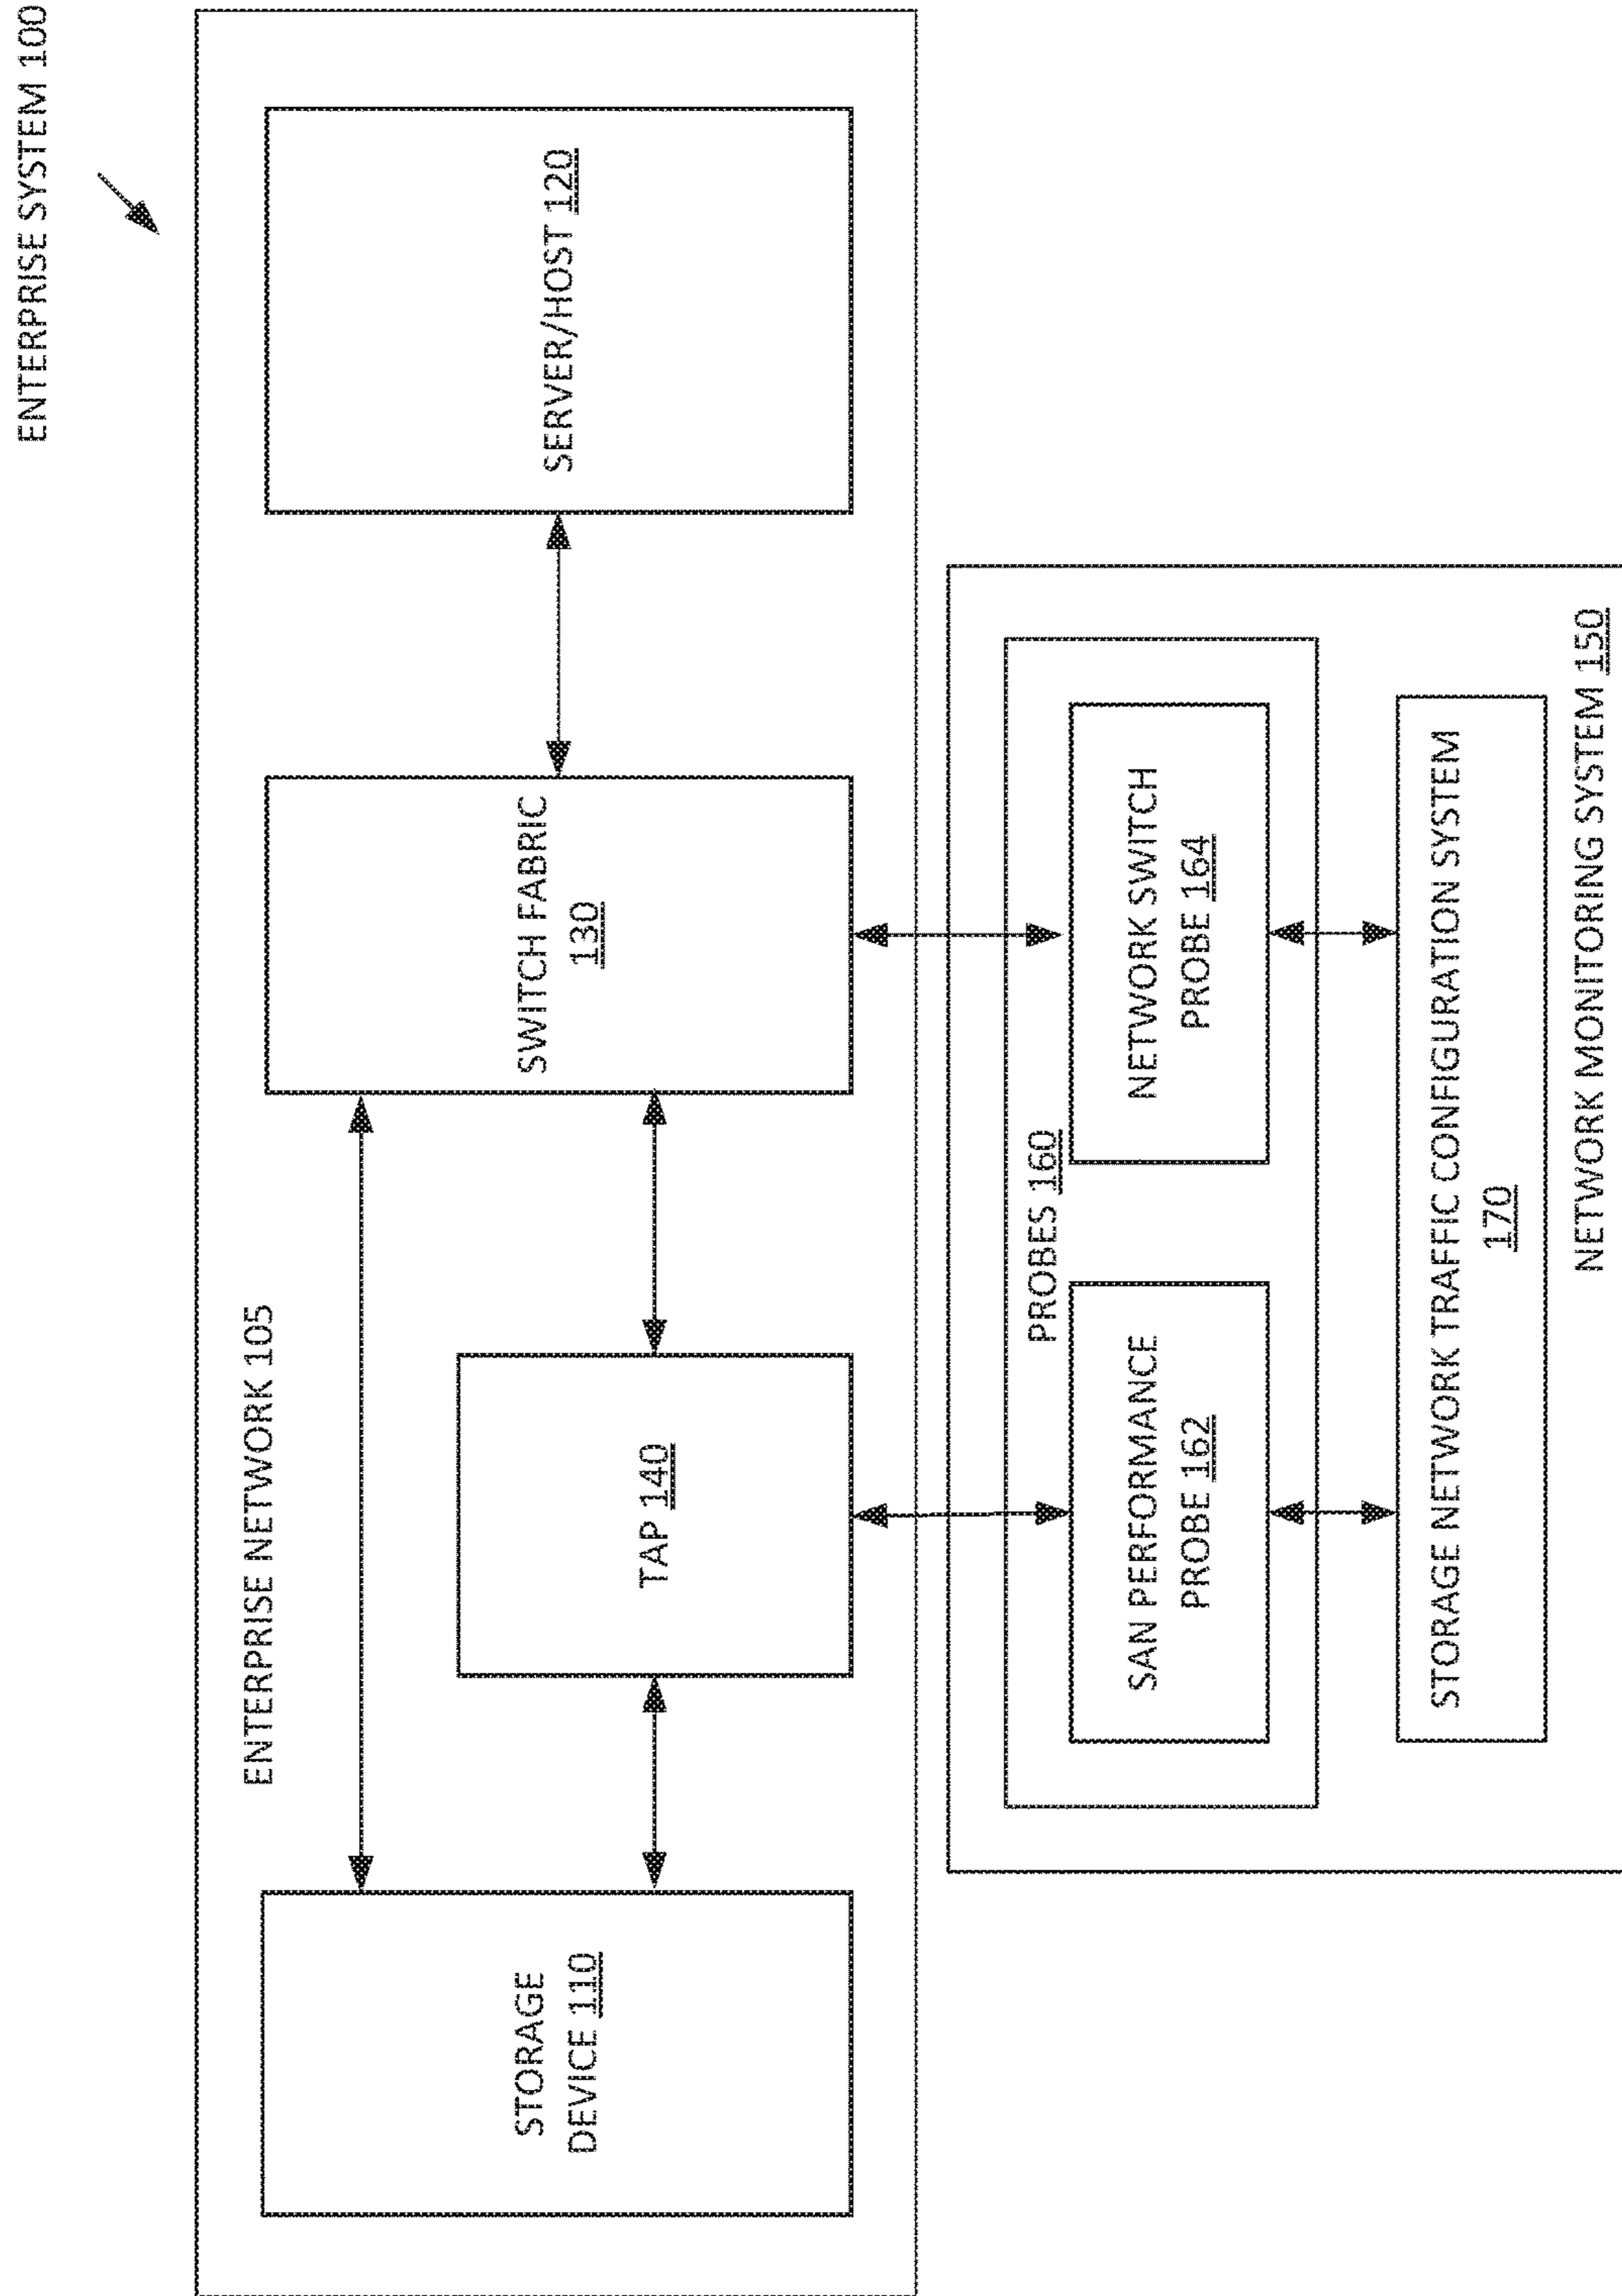 ENTERPRISE SYSTEM 100
ENTERPRISE NETWORK 105
STORAGE
DEVICE 110
TAP 140
SWITCH FABRIC
130
SERVER/HOST 120
PROBES 160
SAN PERFORMANCE
PROBE 162
NETWORK SWITCH
PROBE 164
STORAGE NETWORK TRAFFIC CONFIGURATION SYSTEM
170
NETWORK MONITORING SYSTEM 150